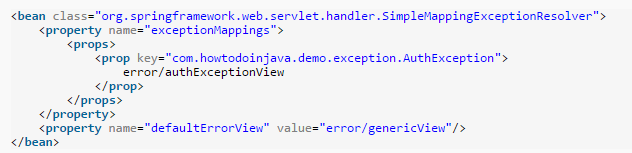 <bean class="org.springframework.web.servlet.handler.SimpleMappingExceptionResolver">
    <property name="exceptionMappings">
        <props>
            <prop key="com.howtodoinjava.demo.exception.AuthException">
                error/authExceptionView
            </prop>
        </props>
    </property>
    <property name="defaultErrorView" value="error/genericView"/>
</bean>